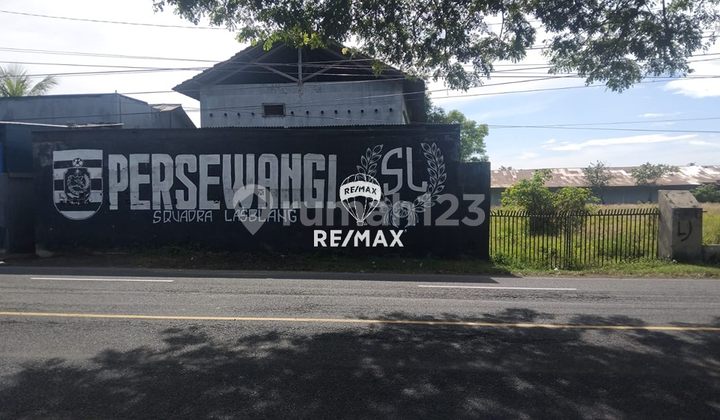 PERSEWANGI
SL
SQUADRA LASBLANG
rumah123
RE/MAX
RE/MAX